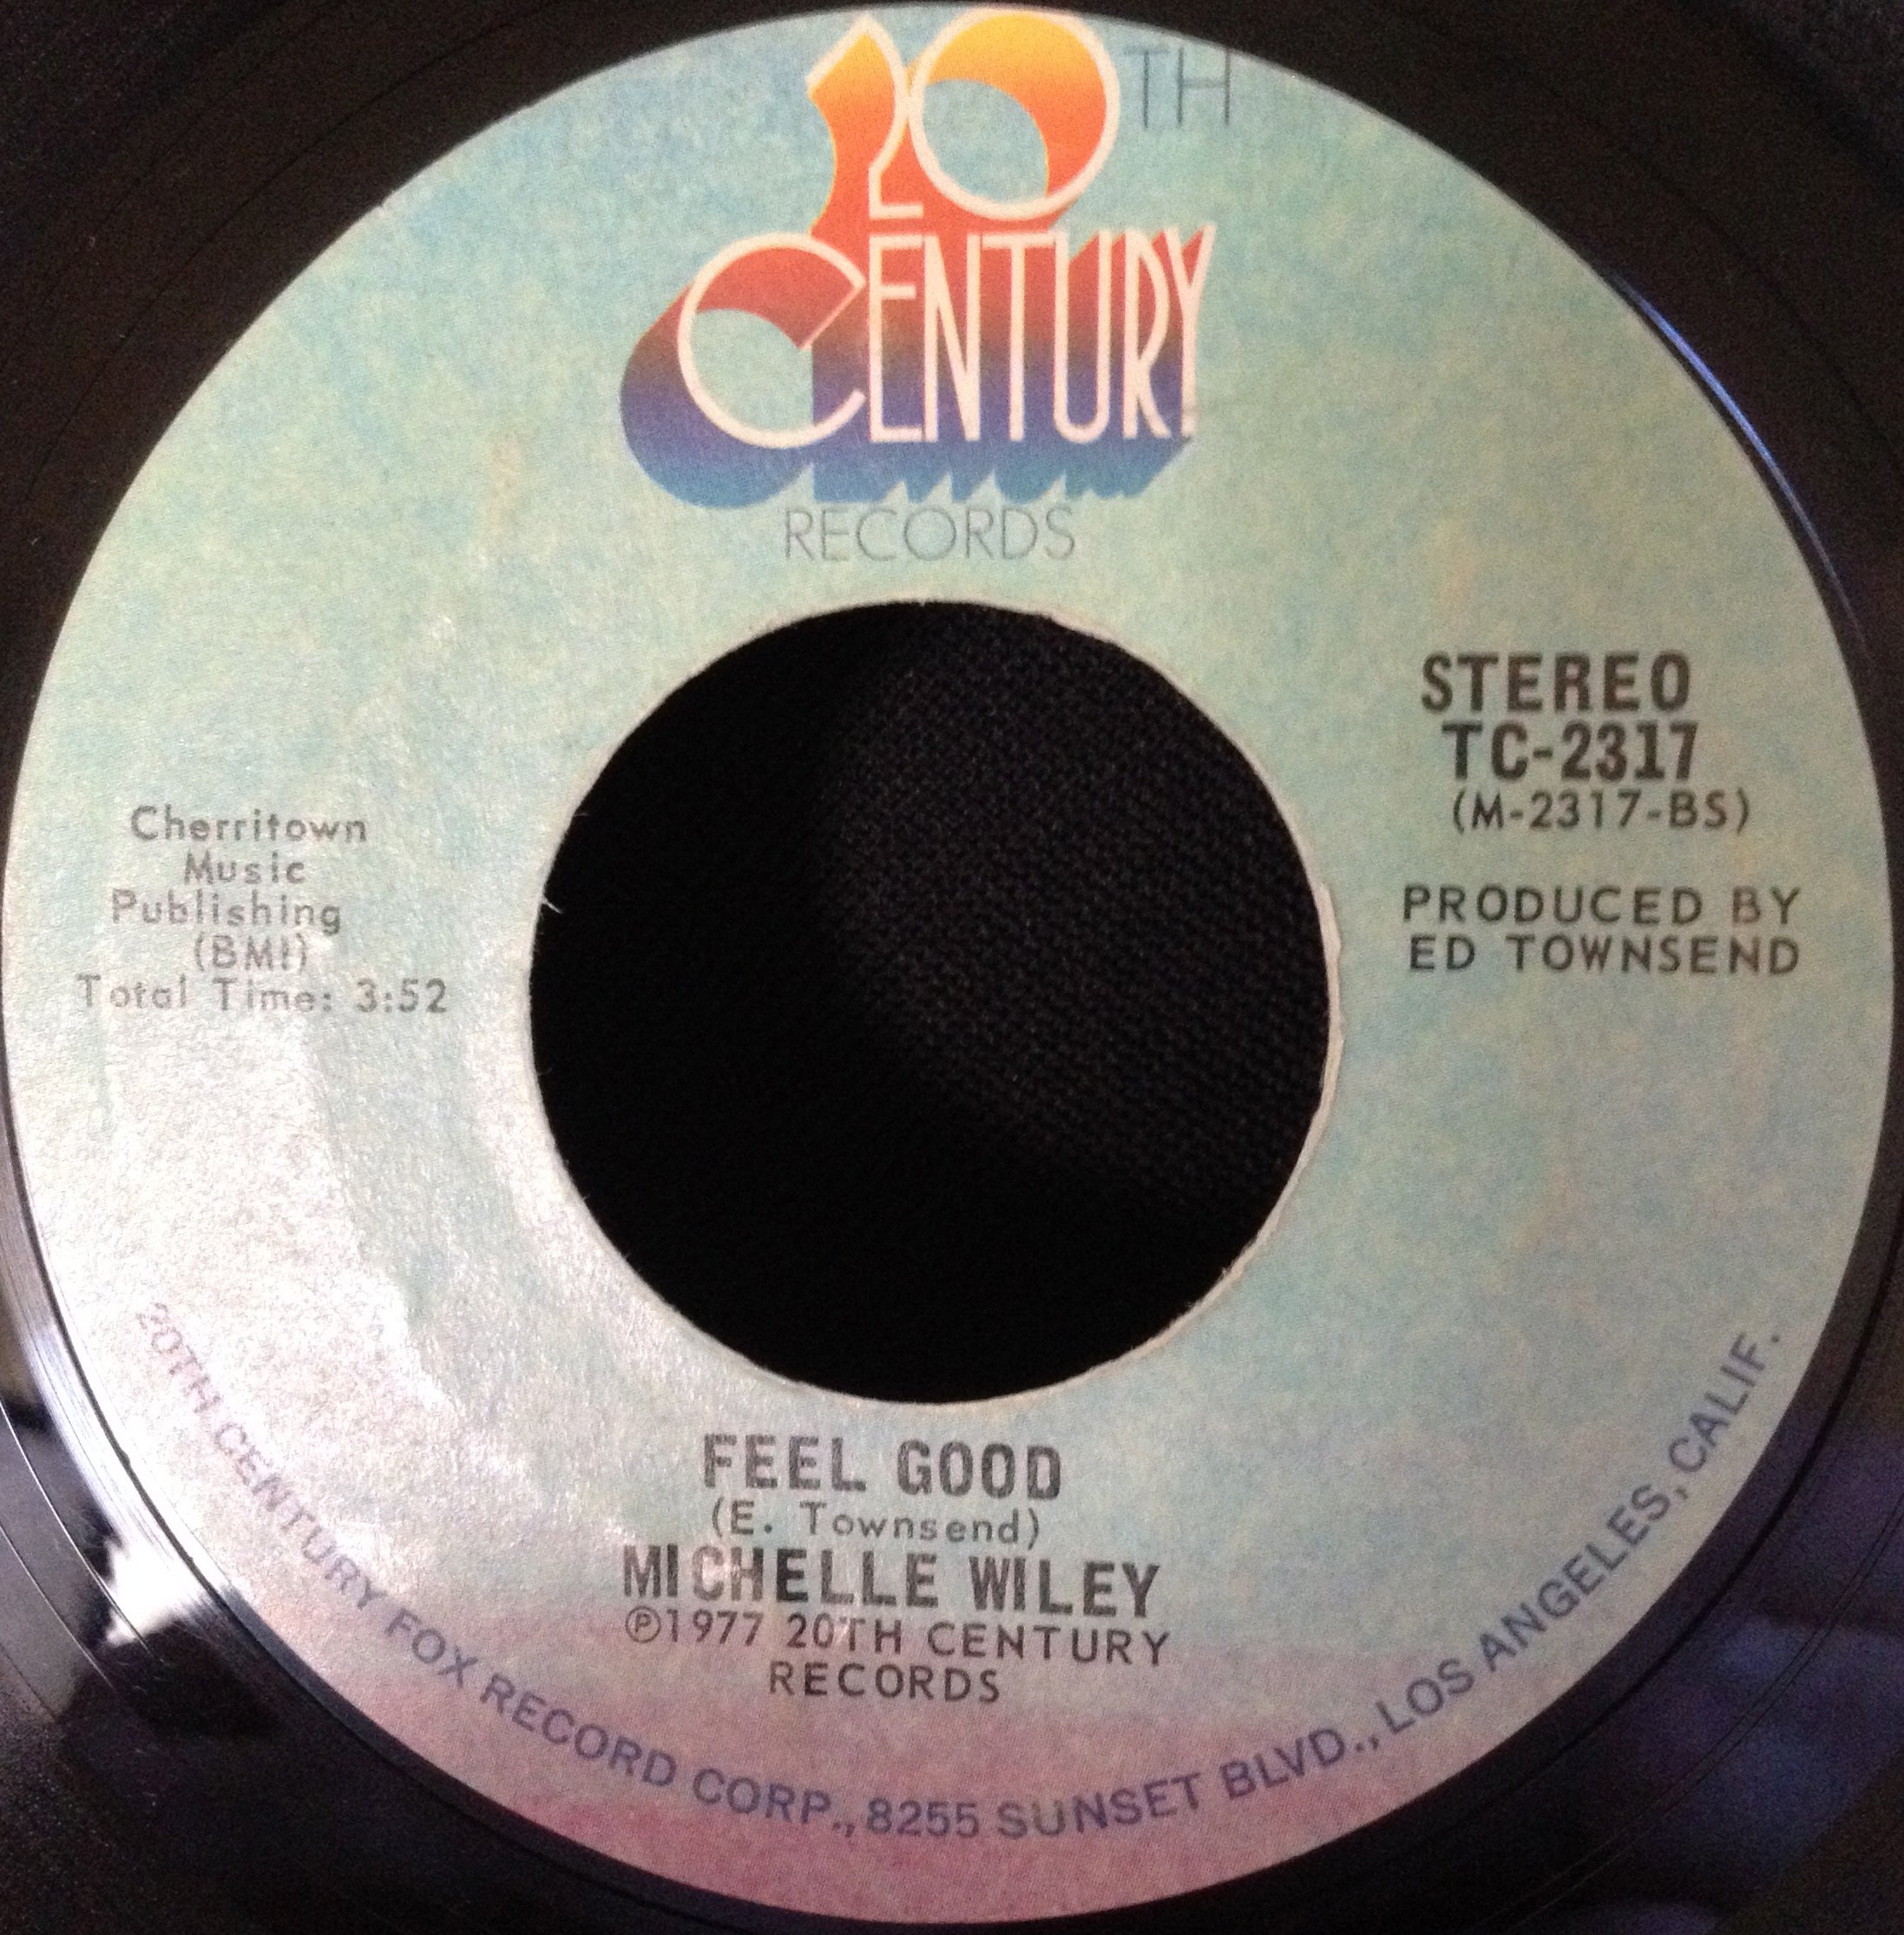 20TH
CENTURY
RECORDS
STEREO
TC-2317
(M-2317-BS)
PRODUCED BY
ED TOWNSEND
Cherritown
Music
Publishing
(BMI)
Total Time: 3:52
FEEL GOOD
(E. Townsend)
MICHELLE WILEY
Ⓟ1977 20TH CENTURY
RECORDS
20TH CENTURY FOX RECORD CORP., 8255 SUNSET BLVD., LOS ANGELES, CALIF.